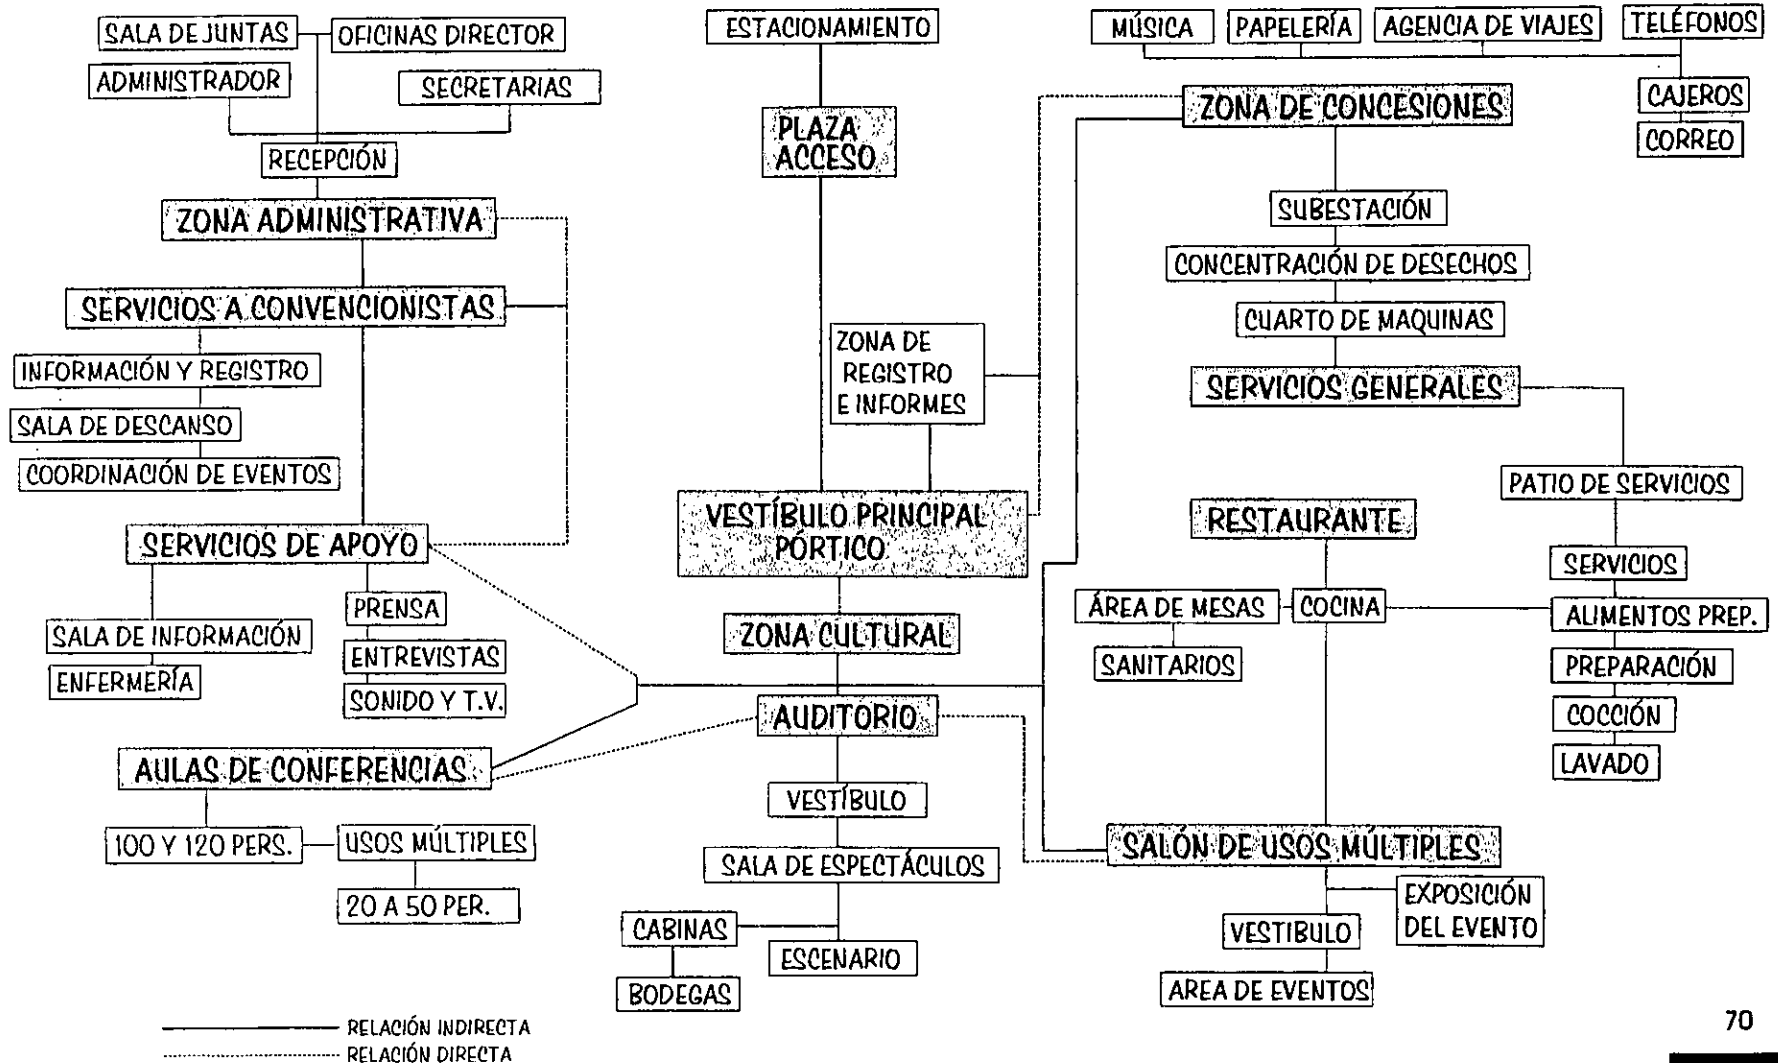 SALA DE JUNTAS
OFICINAS DIRECTOR
ADMINISTRADOR
SECRETARIAS
RECEPCIÓN
ZONA ADMINISTRATIVA
SERVICIOS A CONVENCIONISTAS
INFORMACIÓN Y REGISTRO
SALA DE DESCANSO
COORDINACIÓN DE EVENTOS
SERVICIOS DE APOYO
SALA DE INFORMACIÓN
ENFERMERÍA
PRENSA
ENTREVISTAS
SONIDO Y T.V.
AULAS DE CONFERENCIAS
100 Y 120 PERS.
USOS MÚLTIPLES
20 A 50 PER.
ESTACIONAMIENTO
PLAZA
ACCESO
ZONA DE
REGISTRO
E INFORMES
VESTÍBULO PRINCIPAL
PÓRTICO
ZONA CULTURAL
AUDITORIO
VESTÍBULO
SALA DE ESPECTÁCULOS
CABINAS
ESCENARIO
BODEGAS
MÚSICA
PAPELERÍA
AGENCIA DE VIAJES
TELÉFONOS
CAJEROS
CORREO
ZONA DE CONCESIONES
SUBESTACIÓN
CONCENTRACIÓN DE DESECHOS
CUARTO DE MAQUINAS
SERVICIOS GENERALES
PATIO DE SERVICIOS
RESTAURANTE
SERVICIOS
ÁREA DE MESAS
COCINA
ALIMENTOS PREP.
SANITARIOS
PREPARACIÓN
COCCIÓN
LAVADO
SALÓN DE USOS MÚLTIPLES
EXPOSICIÓN
DEL EVENTO
VESTIBULO
AREA DE EVENTOS
RELACIÓN INDIRECTA
RELACIÓN DIRECTA
70